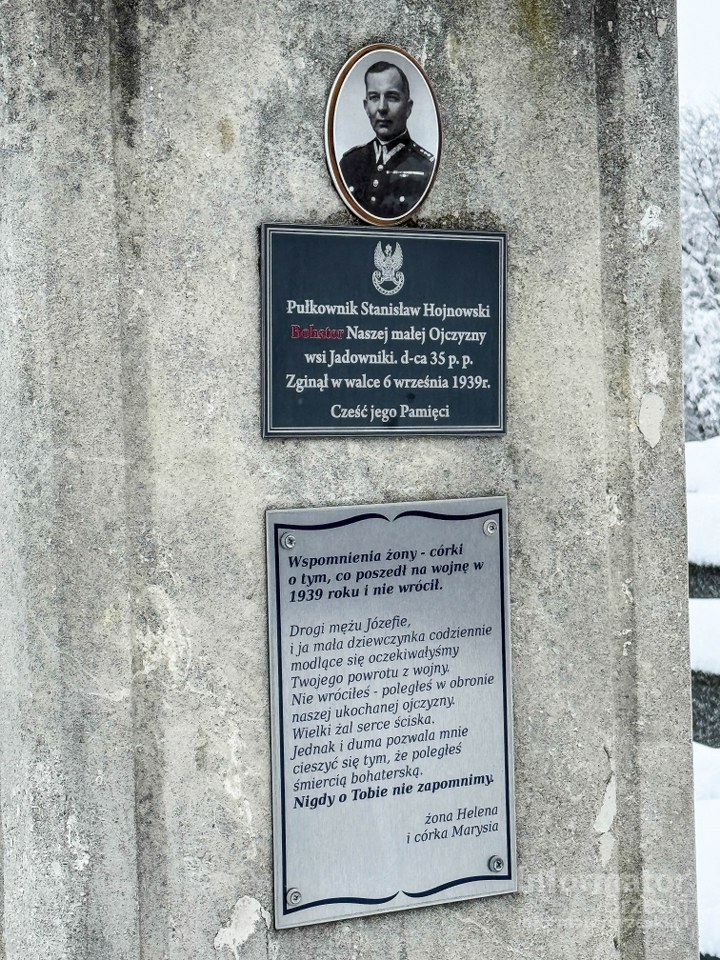 Pułkownik Stanisław Hojnowski
Bohater Naszej małej Ojczyzny
wsi Jadowniki. d-ca 35 p. p.
Zginął w walce 6 września 1939r.
Cześć jego Pamięci
Wspomnienia żony - córki
o tym, co poszedł na wojnę w
1939 roku i nie wrócił.
Drogi mężu Józefie,
i ja mała dziewczynka codziennie
modlące się oczekiwałyśmy
Twojego powrotu z wojny.
Nie wróciłeś - poległeś w obronie
naszej ukochanej ojczyzny.
Wielki żal serce ściska.
Jednak i duma pozwala mnie
cieszyć się tym, że poległeś
śmiercią bohaterską.
Nigdy o Tobie nie zapomnimy.
żona Helena
i córka Marysia